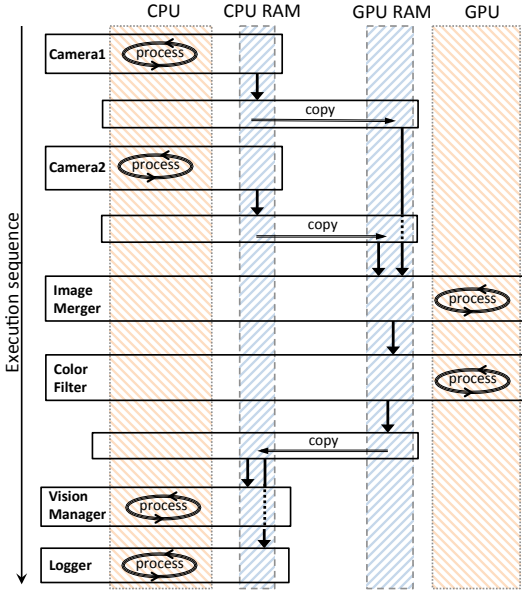 CPU CPU RAM GPU RAM GPU
Camera1
process
copy
Camera2
process
copy
Execution sequence
Image
Merger
process
Color
Filter
process
copy
Vision
Manager
process
Logger
process